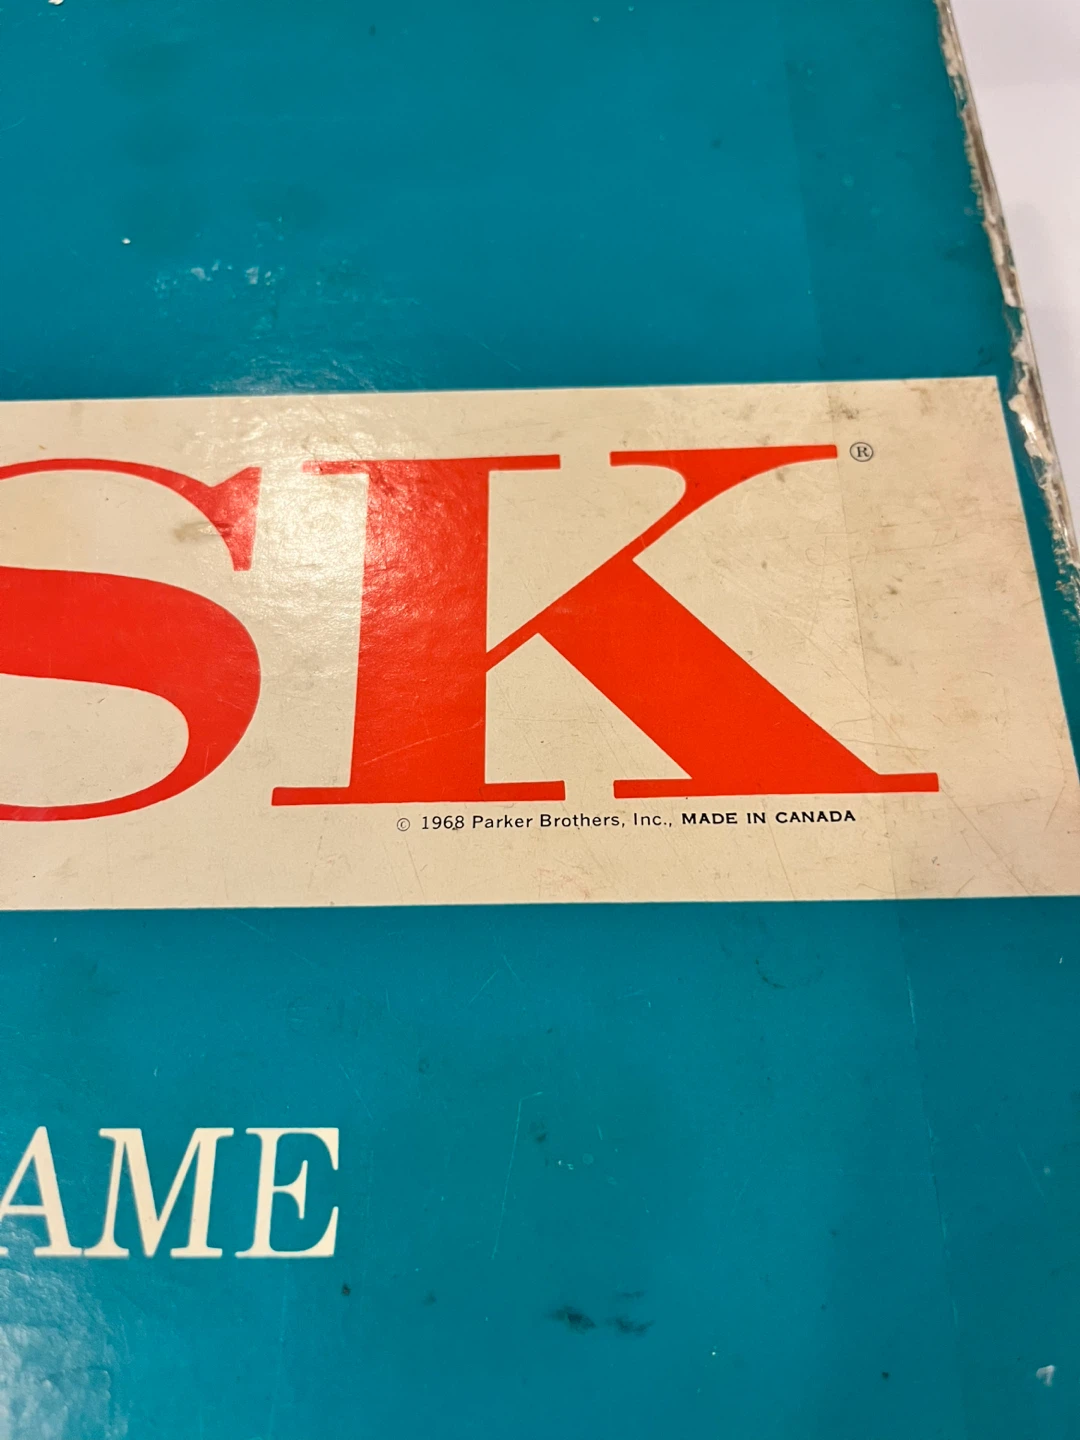 SK®
© 1968 Parker Brothers, Inc., MADE IN CANADA
AME